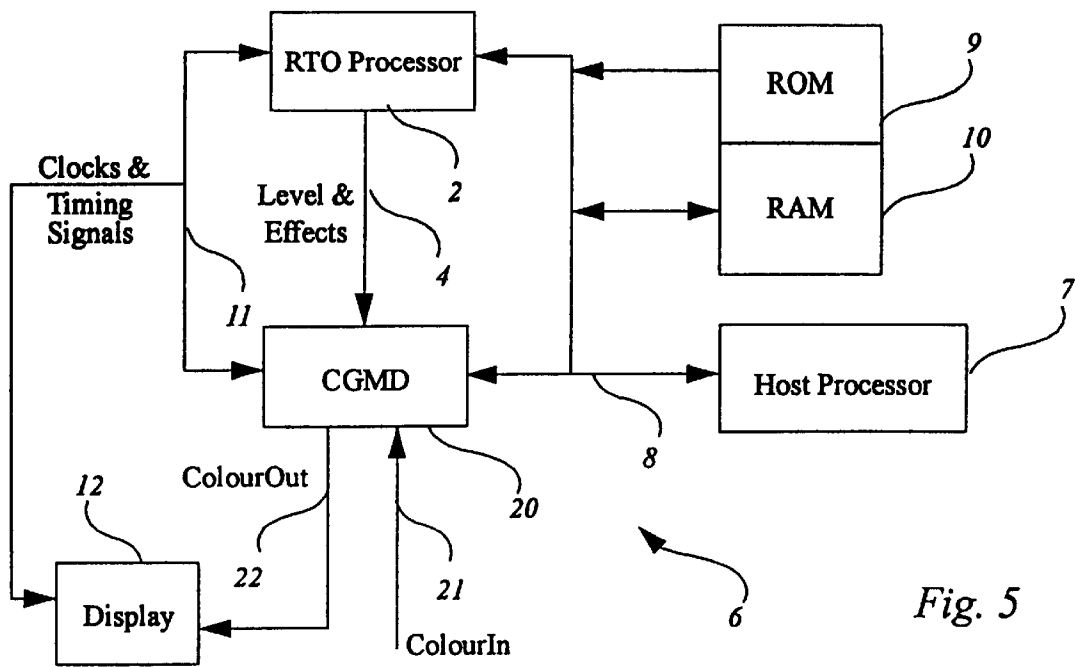 RTO Processor
ROM
9
10
Clocks &
Timing
Signals
Level &
Effects
2
RAM
4
11
7
CGMD
Host Processor
8
ColourOut
12
20
22
21
6
Display
ColourIn
Fig. 5